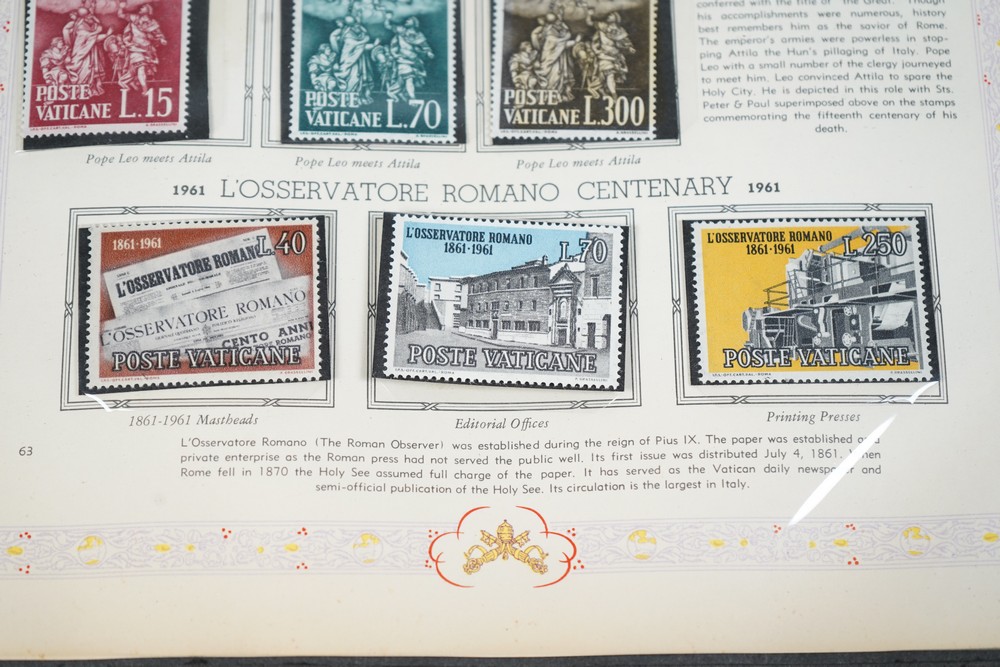 conferred with the title of "the Great." Though
his accomplishments were numerous, history
best remembers him as the savior of Rome.
The emperor's armies were powerless in stop-
ping Attila the Hun's pillaging of Italy. Pope
Leo with a small number of the clergy journeyed
to meet him. Leo convinced Attila to spare the
Holy City. He is depicted in this role with Sts.
Peter & Paul superimposed above on the stamps
commemorating the fifteenth centenary of his
death.
POSTE
VATICANE L.15
POSTE
VATICANE L.70
POSTE
VATICANE L.300
Pope Leo meets Attila
Pope Leo meets Attila
Pope Leo meets Attila
1961 L'OSSERVATORE ROMANO CENTENARY 1961
1861-1961 L.40
L'OSSERVATORE ROMANO
L'OSSERVATORE ROMANO
CENTO ANNI
POSTE VATICANE
L'OSSERVATORE ROMANO
1861-1961
L.70
POSTE VATICANE
L'OSSERVATORE ROMANO
1861-1961
L.250
POSTE VATICANE
1861-1961 Mastheads
Editorial Offices
Printing Presses
63
L'Osservatore Romano (The Roman Observer) was established during the reign of Pius IX. The paper was established as a
private enterprise as the Roman press had not served the public well. Its first issue was distributed July 4, 1861. When
Rome fell in 1870 the Holy See assumed full charge of the paper. It has served as the Vatican daily newspaper and
semi-official publication of the Holy See. Its circulation is the largest in Italy.